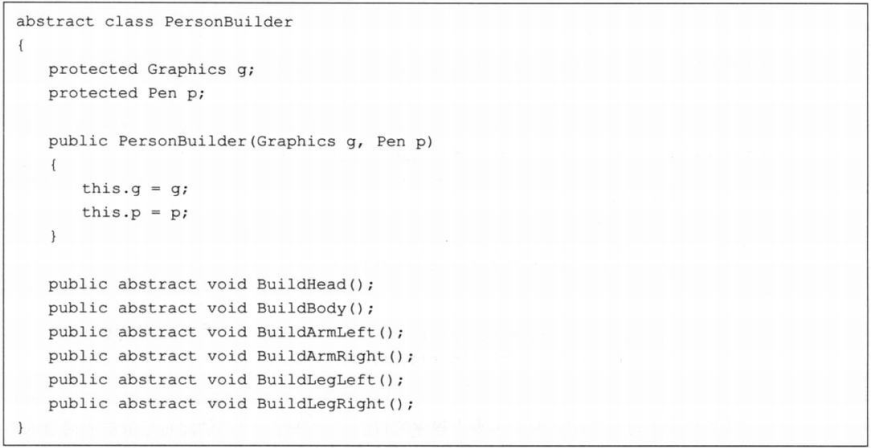 abstract class PersonBuilder
{
protected Graphics g;
protected Pen p;
public PersonBuilder(Graphics g, Pen p)
{
this.g = g;
this.p = p;
}
public abstract void BuildHead();
public abstract void BuildBody();
public abstract void BuildArmLeft();
public abstract void BuildArmRight();
public abstract void BuildLegLeft();
public abstract void BuildLegRight();
}